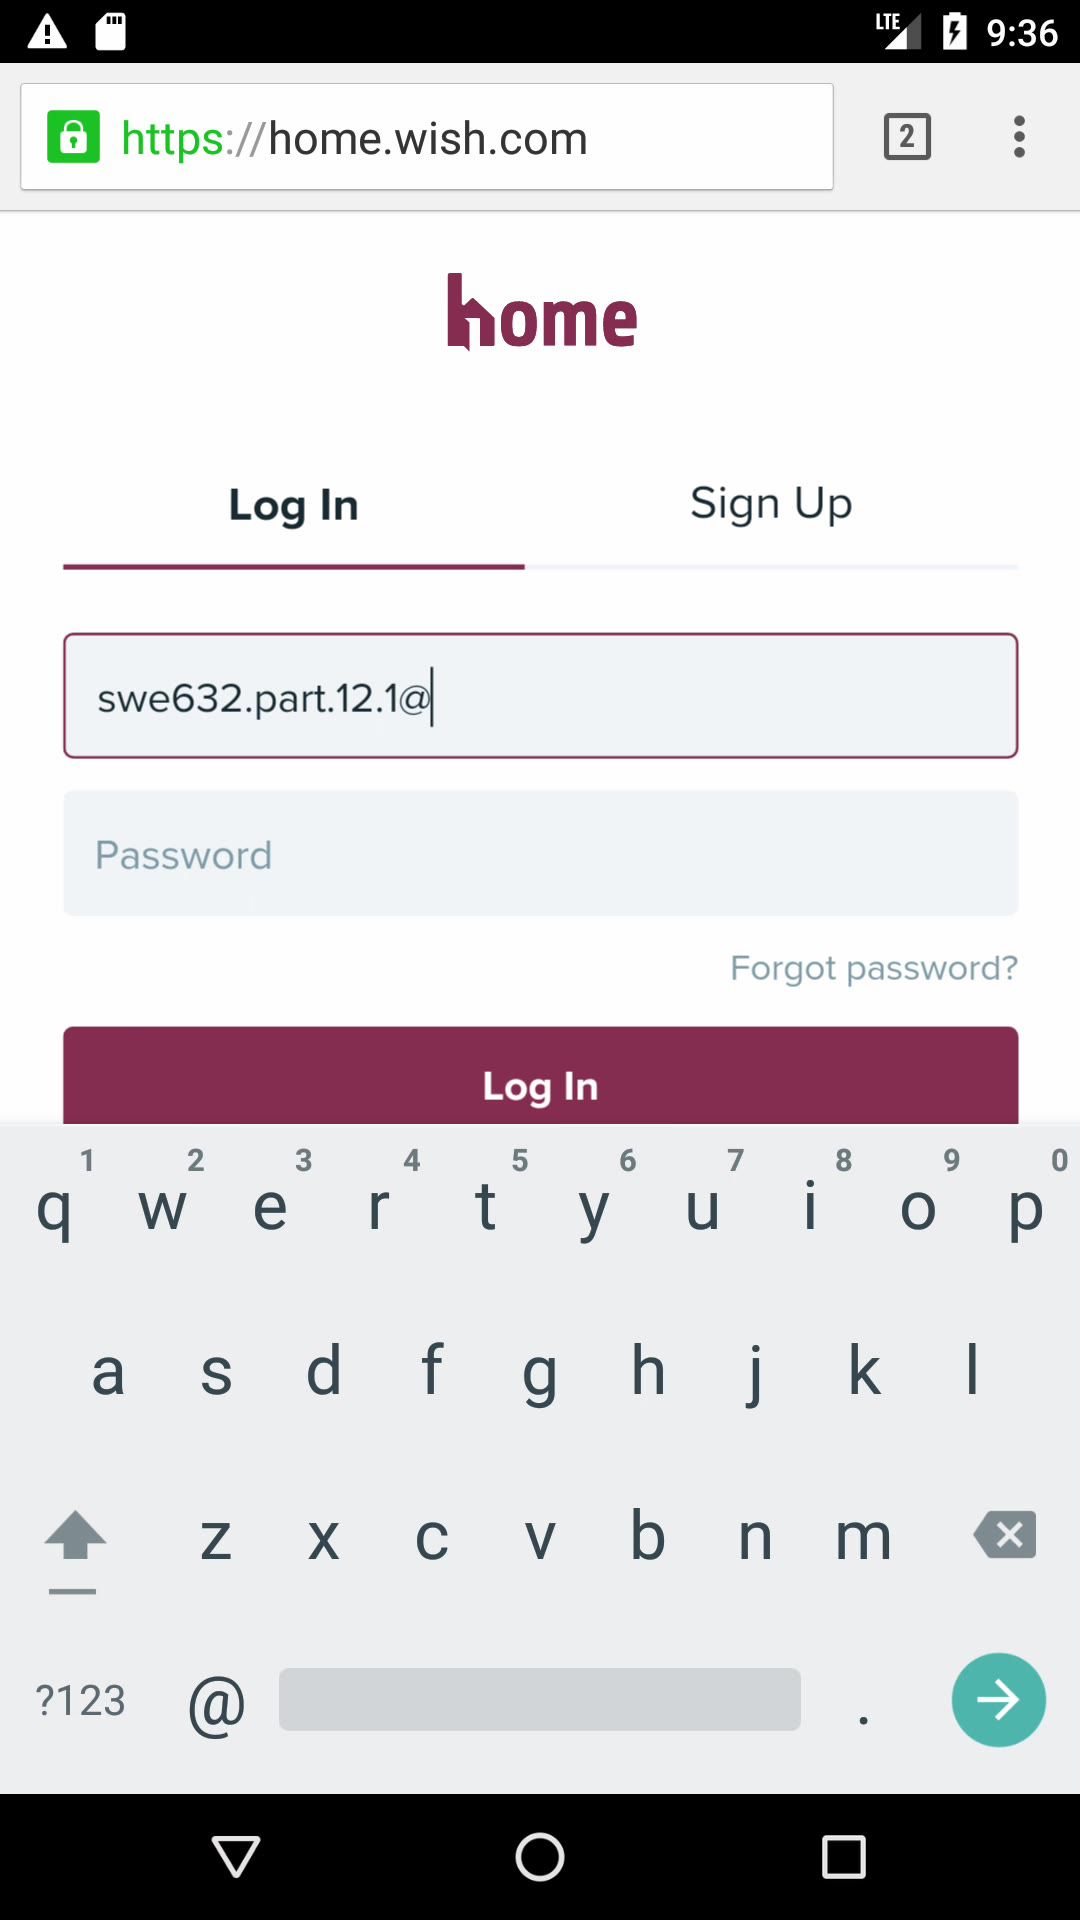 LTE 9:36
https://home.wish.com 2
home
Log In Sign Up
swe632.part.12.1@
Password
Forgot password?
Log In
1 2 3 4 5 6 7 8 9 0
q w e r t y u i o p
a s d f g h j k l
z x c v b n m
?123 @ .